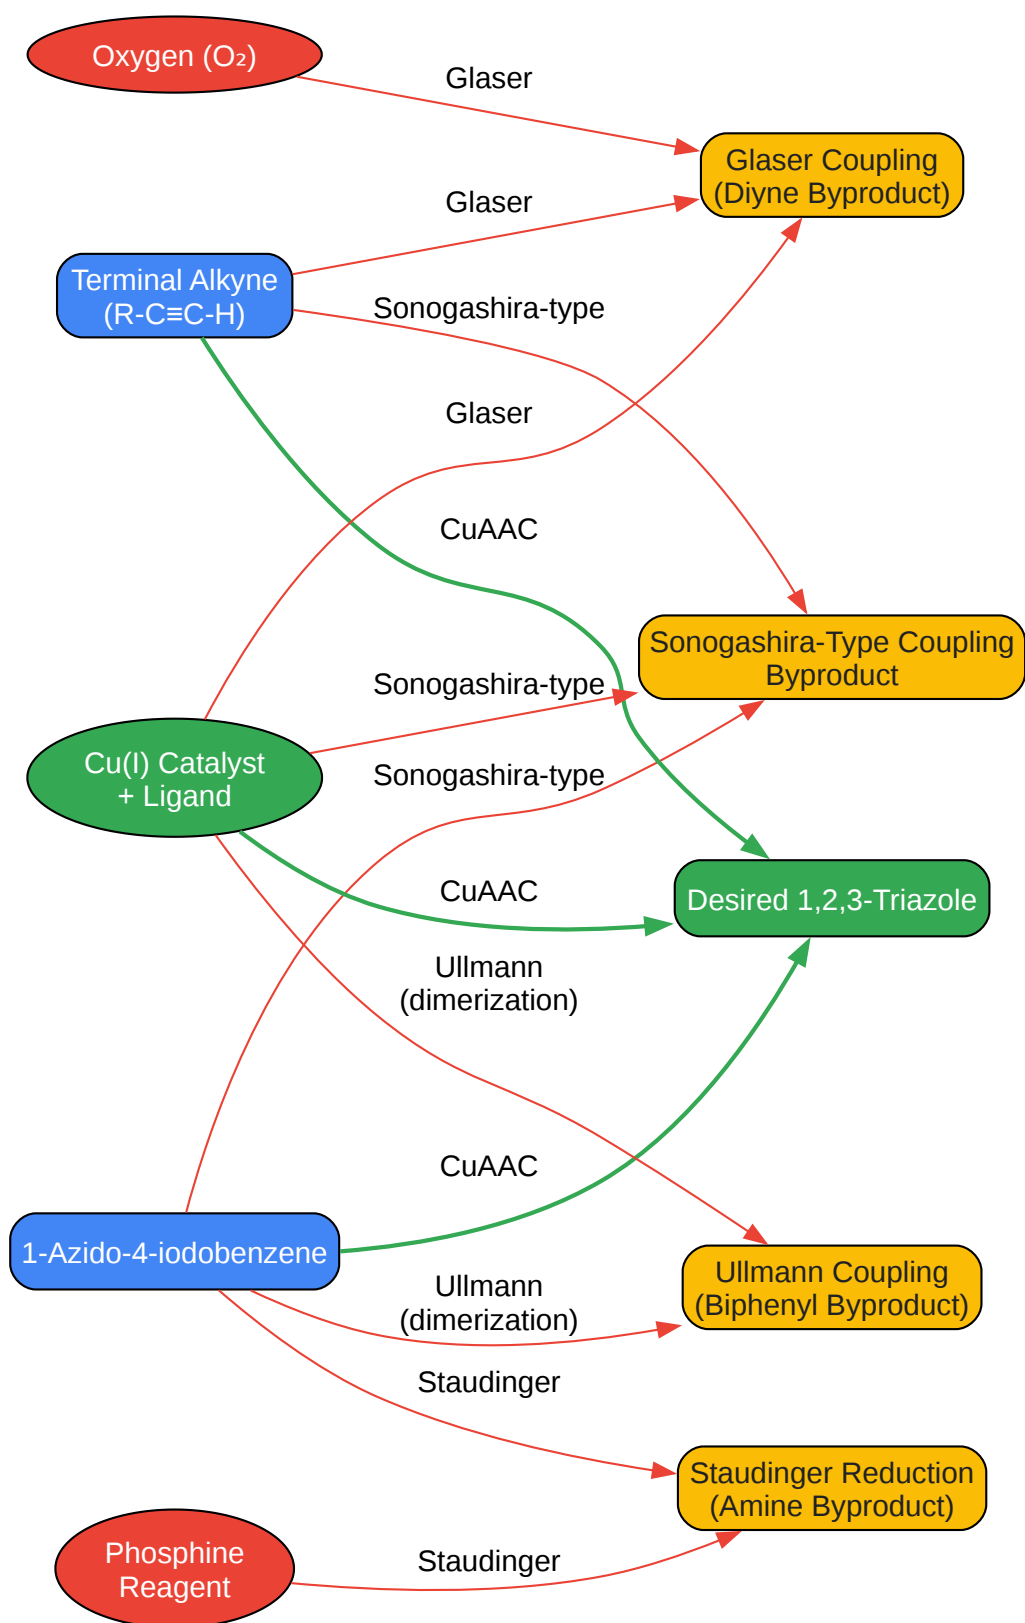 Oxygen (O₂)
Glaser
Glaser Coupling
(Diyne Byproduct)
Glaser
Terminal Alkyne
(R-C≡C-H)
Sonogashira-type
Glaser
CuAAC
Sonogashira-Type Coupling
Byproduct
Sonogashira-type
Cu(I) Catalyst
+ Ligand
Sonogashira-type
CuAAC
Desired 1,2,3-Triazole
Ullmann
(dimerization)
CuAAC
1-Azido-4-iodobenzene
Ullmann
(dimerization)
Ullmann Coupling
(Biphenyl Byproduct)
Staudinger
Staudinger Reduction
(Amine Byproduct)
Phosphine
Reagent
Staudinger